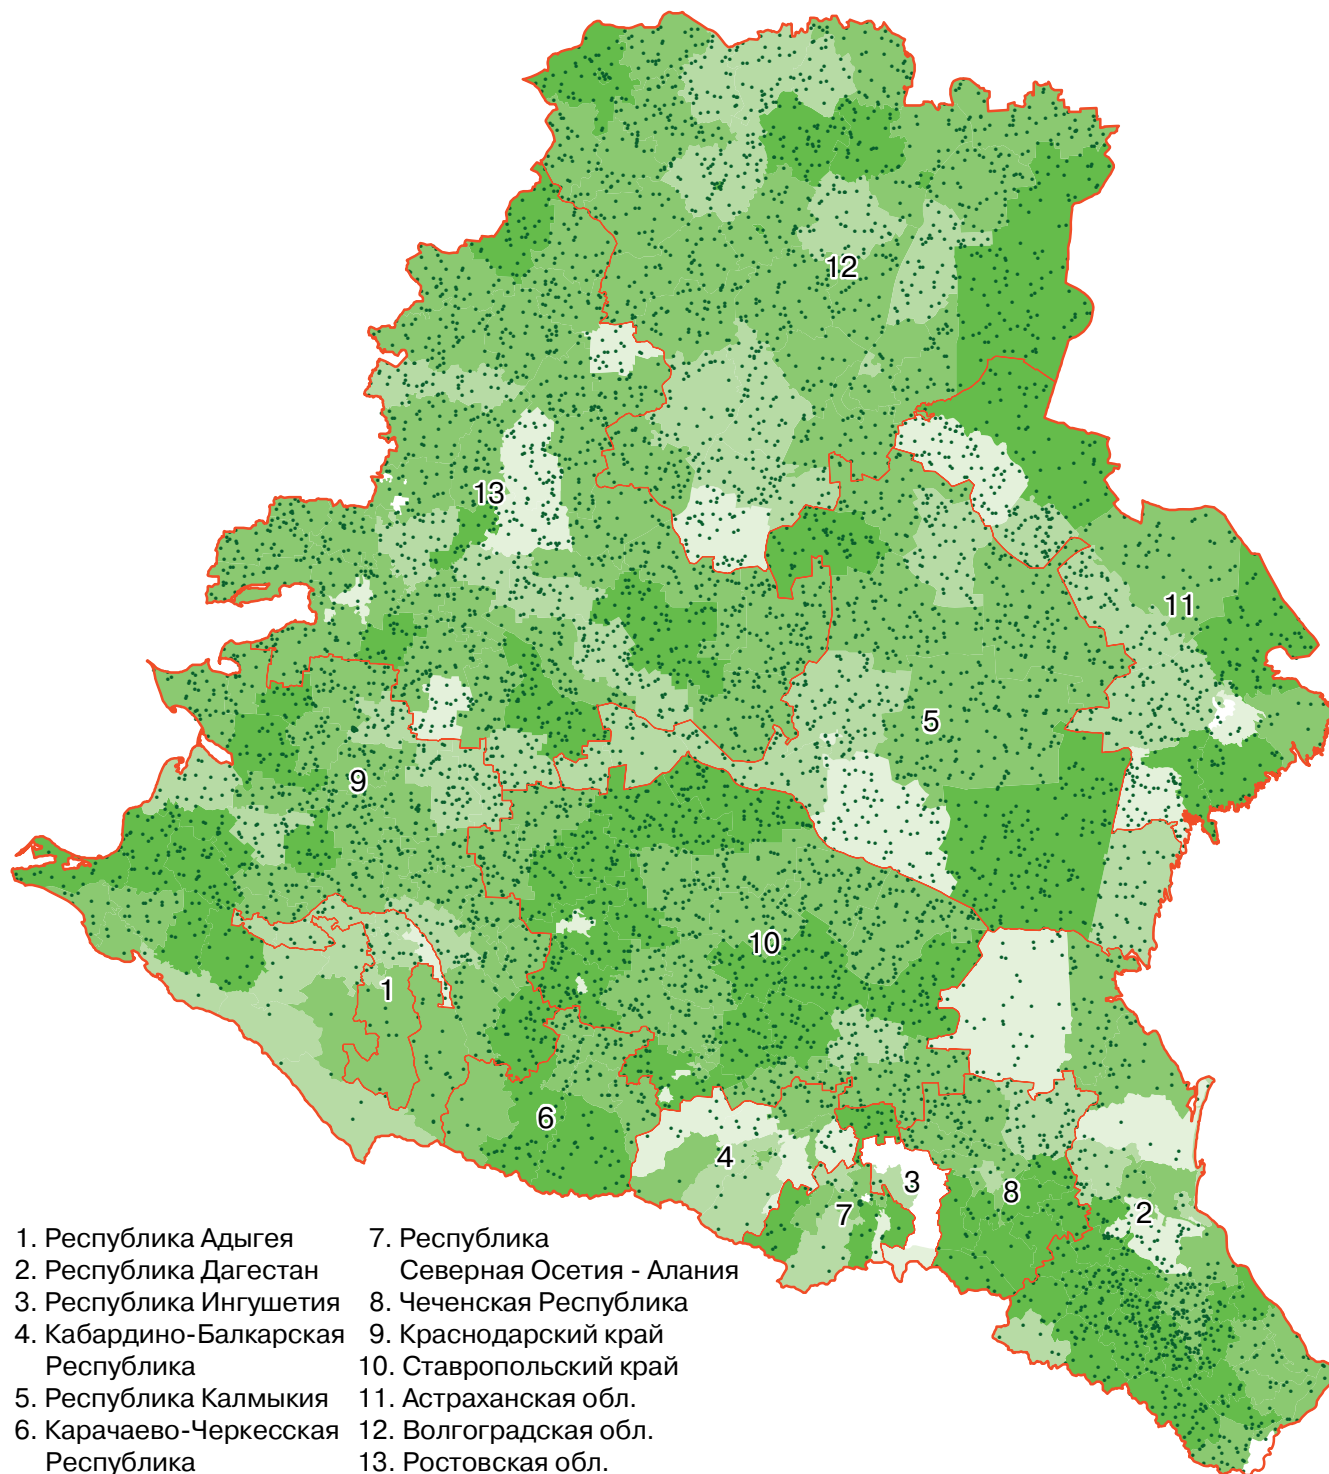 12
13
11
5
9
10
1
6
4
3
8
7
2
1. Республика Адыгея
2. Республика Дагестан
3. Республика Ингушетия
4. Кабардино-Балкарская
Республика
5. Республика Калмыкия
6. Карачаево-Черкесская
Республика
7. Республика
Северная Осетия - Алания
8. Чеченская Республика
9. Краснодарский край
10. Ставропольский край
11. Астраханская обл.
12. Волгоградская обл.
13. Ростовская обл.